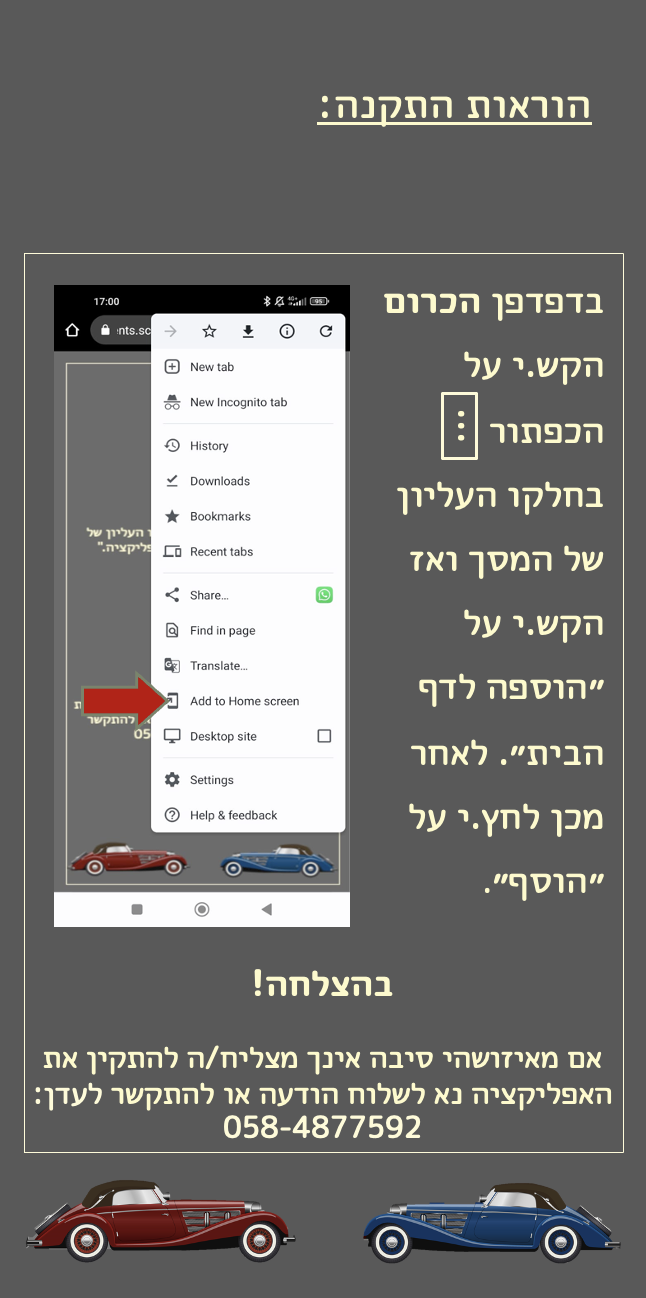 הוראות התקנה:
בדפדפן הכרום
הקש.י על
הכפתור ⋮
בחלקו העליון
של המסך ואז
הקש.י על
״הוספה לדף
הבית״. לאחר
מכן לחץ.י על
״הוסף״.
17:00
4G+
95
nts.sc
New tab
New Incognito tab
History
Downloads
Bookmarks
Recent tabs
Share...
Find in page
Translate...
Add to Home screen
Desktop site
Settings
Help & feedback
העליון של
פליקציה."
ת
להתקשר
05
בהצלחה!
אם מאיזושהי סיבה אינך מצליח/ה להתקין את
האפליקציה נא לשלוח הודעה או להתקשר לעדן:
058-4877592